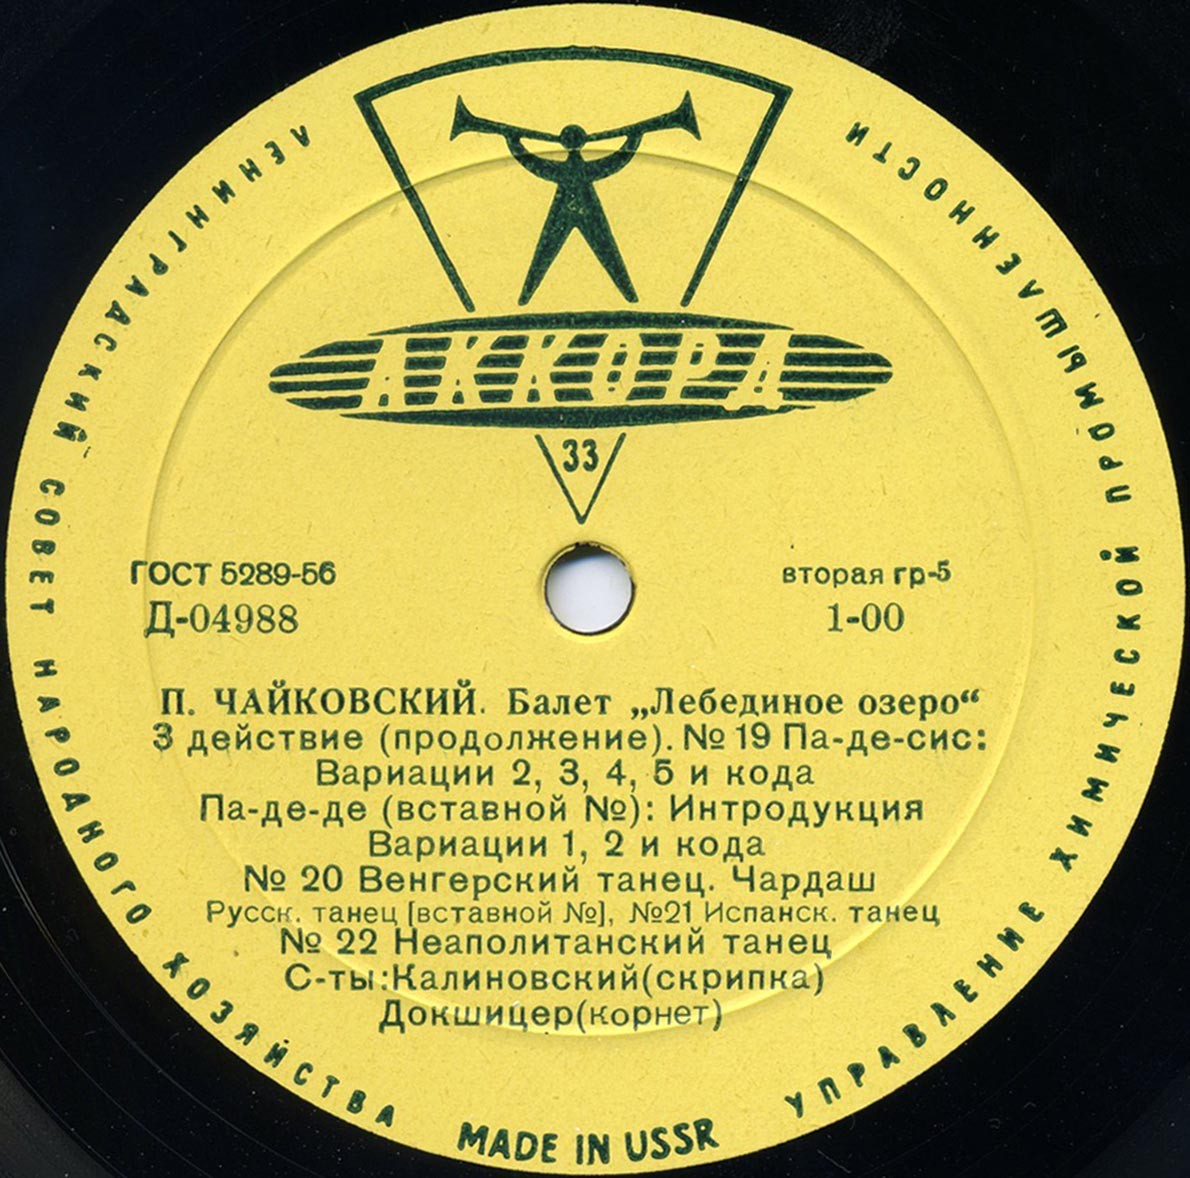 ЛЕНИНГРАДСКИЙ СОВЕТ НАРОДНОГО ХОЗЯЙСТВА
УПРАВЛЕНИЕ ХИМИЧЕСКОЙ ПРОМЫШЛЕННОСТИ
АККОРД
33
ГОСТ 5289-56
Д-04988
вторая гр-5
1-00
П. ЧАЙКОВСКИЙ. Балет „Лебединое озеро“
3 действие (продолжение). № 19 Па-де-сис:
Вариации 2, 3, 4, 5 и кода
Па-де-де (вставной №): Интродукция
Вариации 1, 2 и кода
№ 20 Венгерский танец. Чардаш
Русск. танец [вставной №], №21 Испанск. танец
№ 22 Неаполитанский танец
С-ты:Калиновский(скрипка)
Докшицер(корнет)
MADE IN USSR